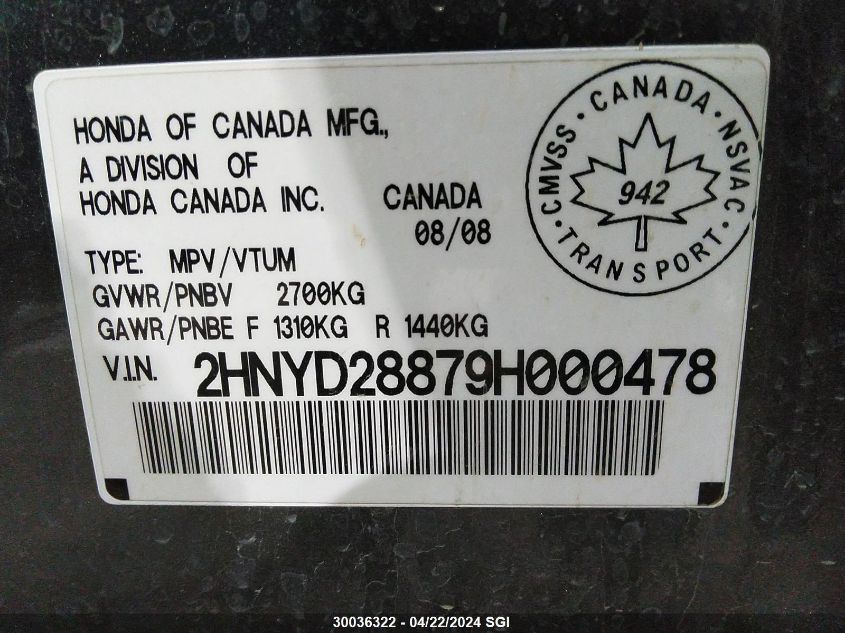 HONDA OF CANADA MFG.,
A DIVISION OF
HONDA CANADA INC. CANADA
08/08
TYPE: MPV/VTUM
GVWR/PNBV 2700KG
GAWR/PNBE F 1310KG R 1440KG
V.I.N. 2HNYD28879H000478
CMVSS · CANADA · NSVAC · TRANSPORT ·
942
30036322 - 04/22/2024 SGI